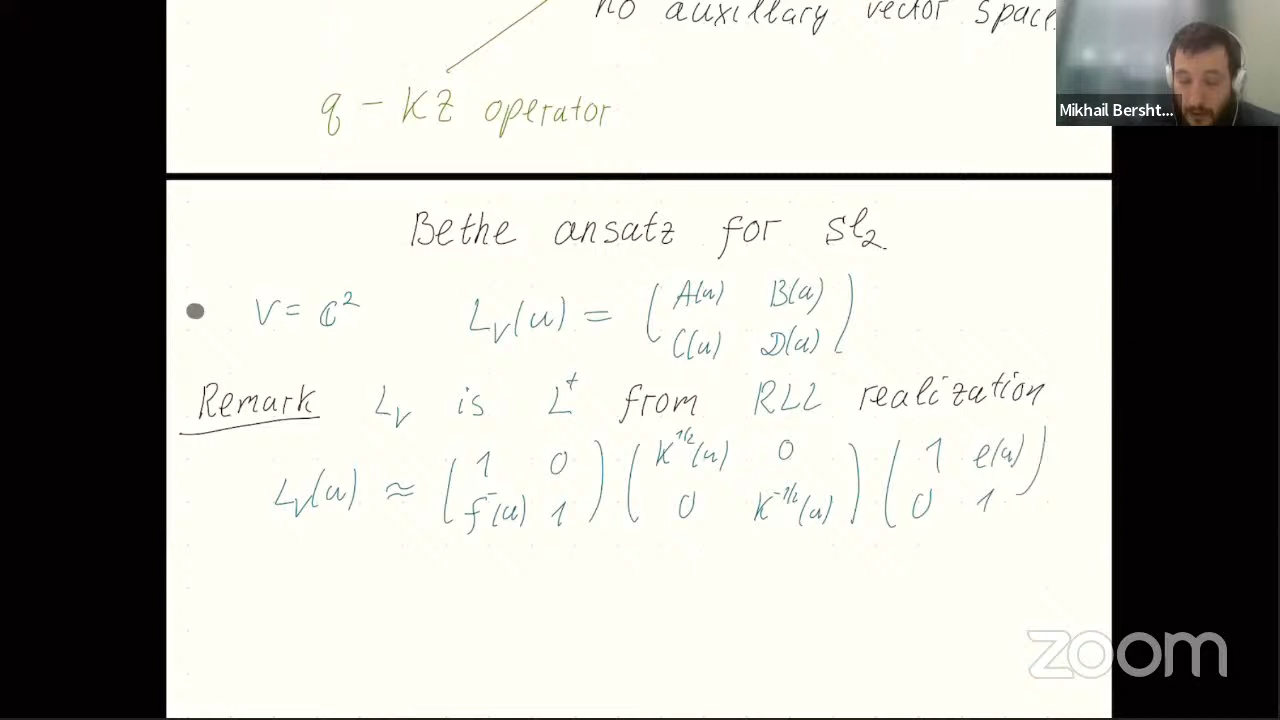 no auxillary vector space
q - KZ operator
Mikhail Bersht...
Bethe ansatz for sl₂
V = ℂ² L_V(u) = ( A(u) B(u)
C(u) D(u) )
Remark L_V is L⁺ from RLL realization
L_V(u) ≈ ( 1 0
f⁻(u) 1 ) ( K^{1/2}(u) 0
0 K^{-1/2}(u) ) ( 1 e(u)
0 1 )
zoom